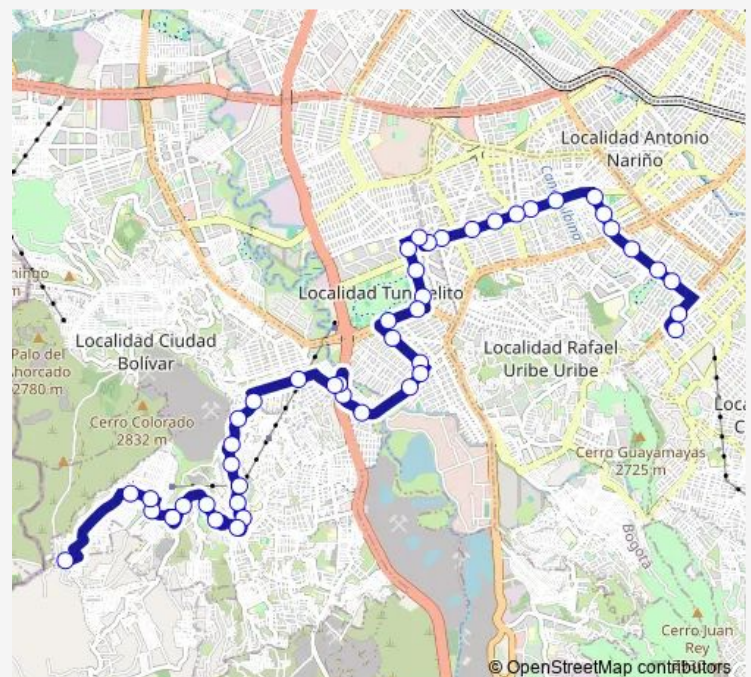 Localidad Antonio
Nariño
Localidad Tunjuelito
Localidad Rafael
Uribe Uribe
Localidad Ciudad
Bolívar
Palo del
2780 m
Cerro Colorado
2832 m
Cerro Guayamayas
2725 m
Bogotá
Cerro Juan
Rey
© OpenStreetMap contributors